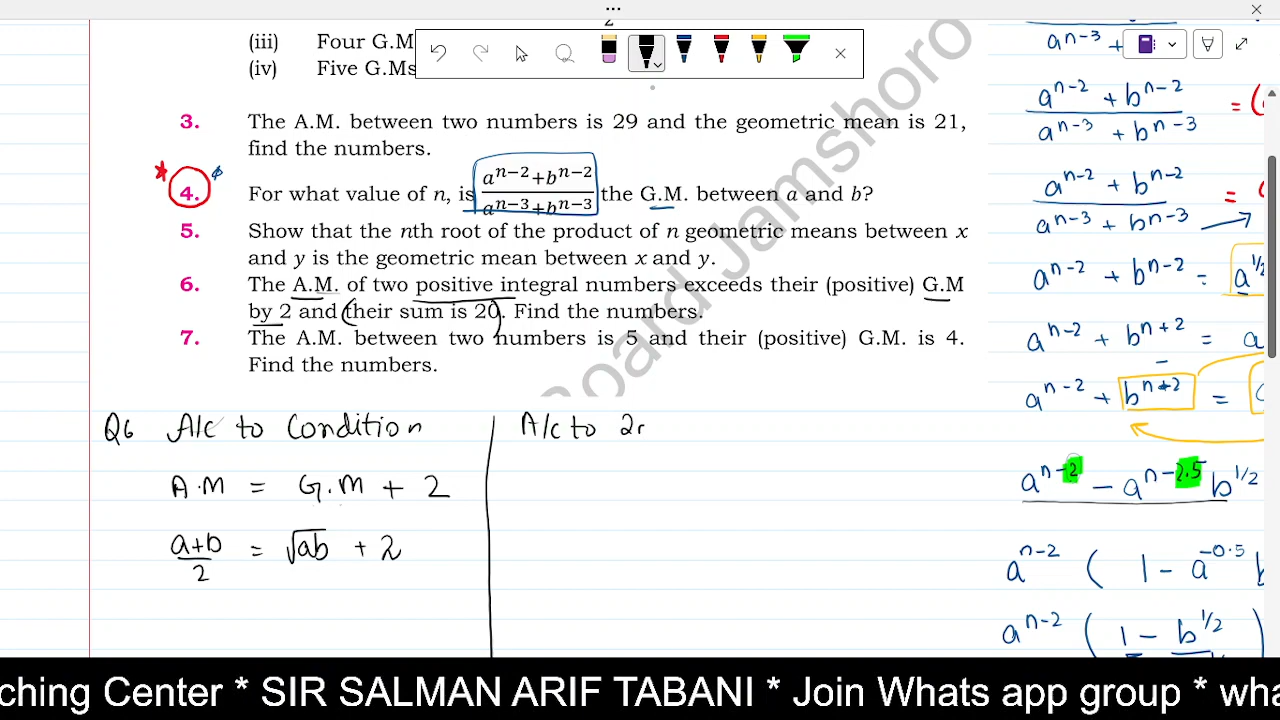 (iii) Four G.M
(iv) Five G.Ms
3. The A.M. between two numbers is 29 and the geometric mean is 21,
find the numbers.
4. For what value of n, is a^{n−2}+b^{n−2} / a^{n−3}+b^{n−3} the G.M. between a and b?
5. Show that the nth root of the product of n geometric means between x
and y is the geometric mean between x and y.
6. The A.M. of two positive integral numbers exceeds their (positive) G.M
by 2 and (their sum is 20). Find the numbers.
7. The A.M. between two numbers is 5 and their (positive) G.M. is 4.
Find the numbers.
Board Jamshoro
Q6 A/c to Condition
A.M = G.M + 2
a+b / 2 = √ab + 2
A/c to 2
a^{n-3} +
a^{n-2} + b^{n-2} / a^{n-3} + b^{n-3} = (
a^{n-2} + b^{n-2} / a^{n-3} + b^{n-3} =
a^{n-2} + b^{n-2} = a^{1/2}
a^{n-2} + b^{n+2} = a
a^{n-2} + b^{n-2} =
a^{n-2} - a^{n-2.5} b^{1/2}
a^{n-2} ( 1 - a^{-0.5} b
a^{n-2} ( 1 - b^{1/2} )
ching Center * SIR SALMAN ARIF TABANI * Join Whats app group * wha